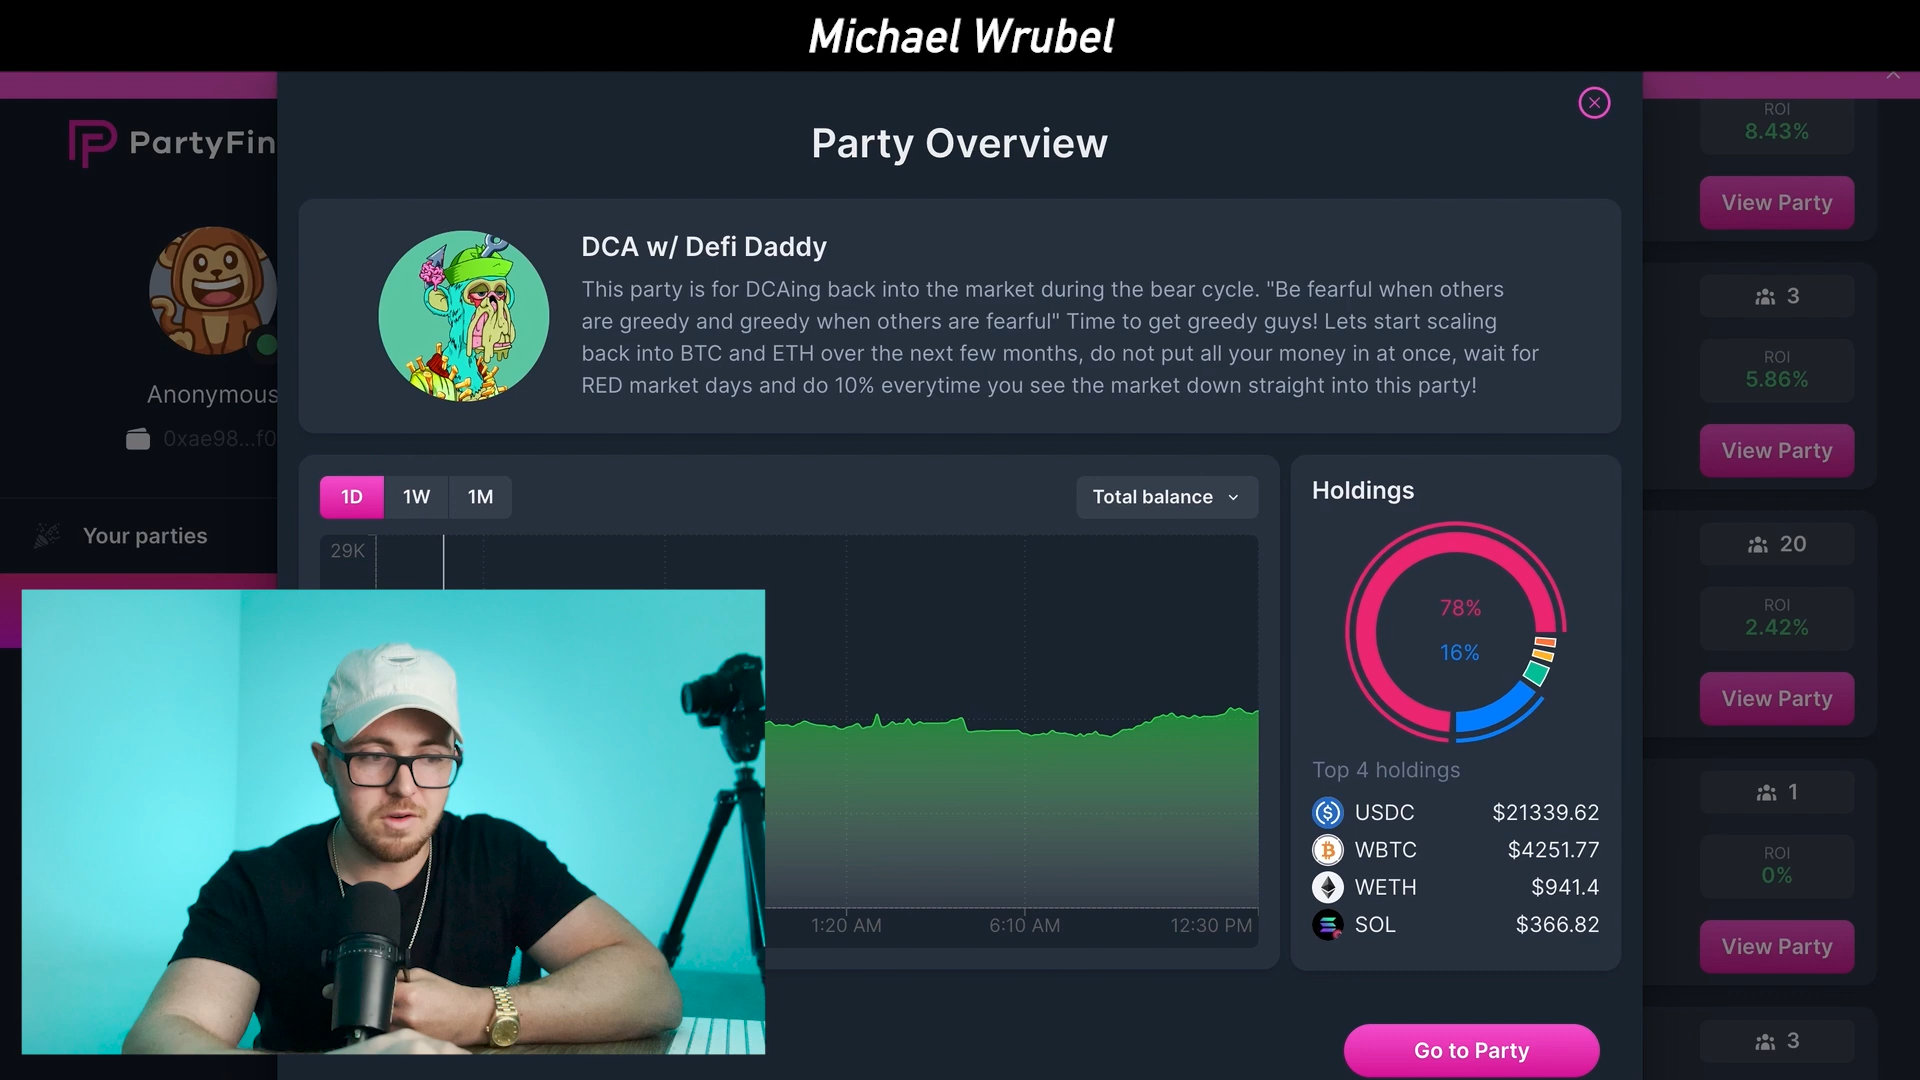 Michael Wrubel
PartyFin
Anonymous
0xae98...f0
Your parties
Party Overview
DCA w/ Defi Daddy
This party is for DCAing back into the market during the bear cycle. "Be fearful when others
are greedy and greedy when others are fearful" Time to get greedy guys! Lets start scaling
back into BTC and ETH over the next few months, do not put all your money in at once, wait for
RED market days and do 10% everytime you see the market down straight into this party!
1D 1W 1M
Total balance
29K
1:20 AM 6:10 AM 12:30 PM
Holdings
78%
16%
Top 4 holdings
USDC $21339.62
WBTC $4251.77
WETH $941.4
SOL $366.82
Go to Party
ROI
8.43%
View Party
3
ROI
5.86%
View Party
20
ROI
2.42%
View Party
1
ROI
0%
View Party
3